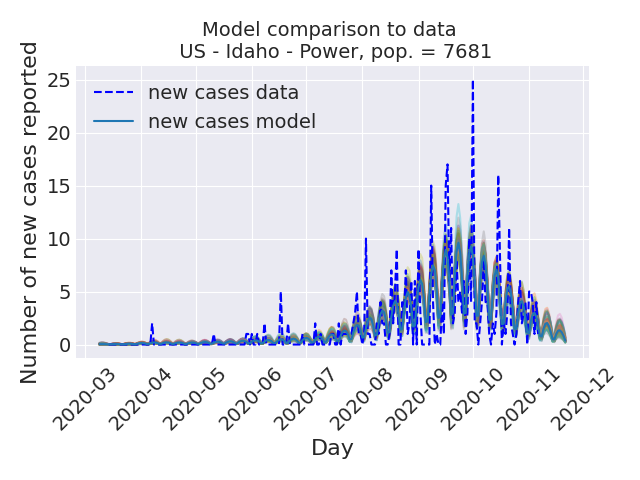 Model comparison to data
US - Idaho - Power, pop. = 7681
Number of new cases reported
25
20
15
10
5
0
new cases data
new cases model
2020-03
2020-04
2020-05
2020-06
2020-07
2020-08
2020-09
2020-10
2020-11
2020-12
Day